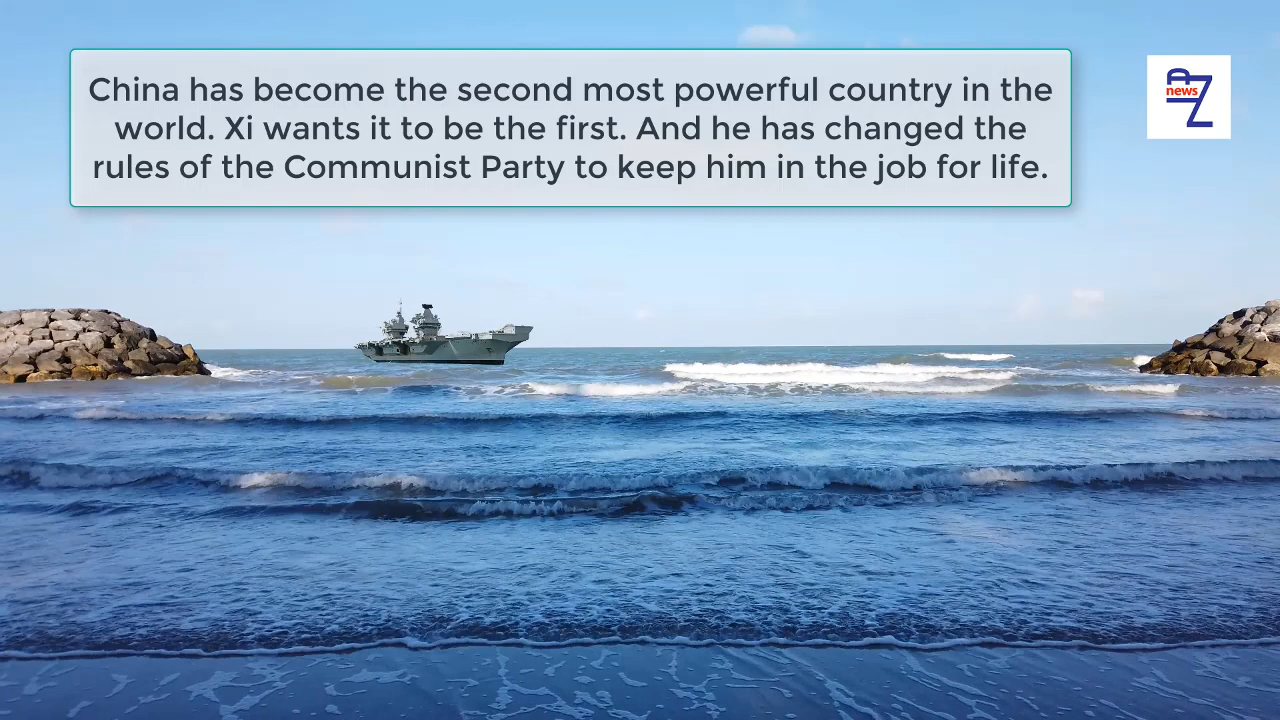 China has become the second most powerful country in the
world. Xi wants it to be the first. And he has changed the
rules of the Communist Party to keep him in the job for life.
A
news
Z